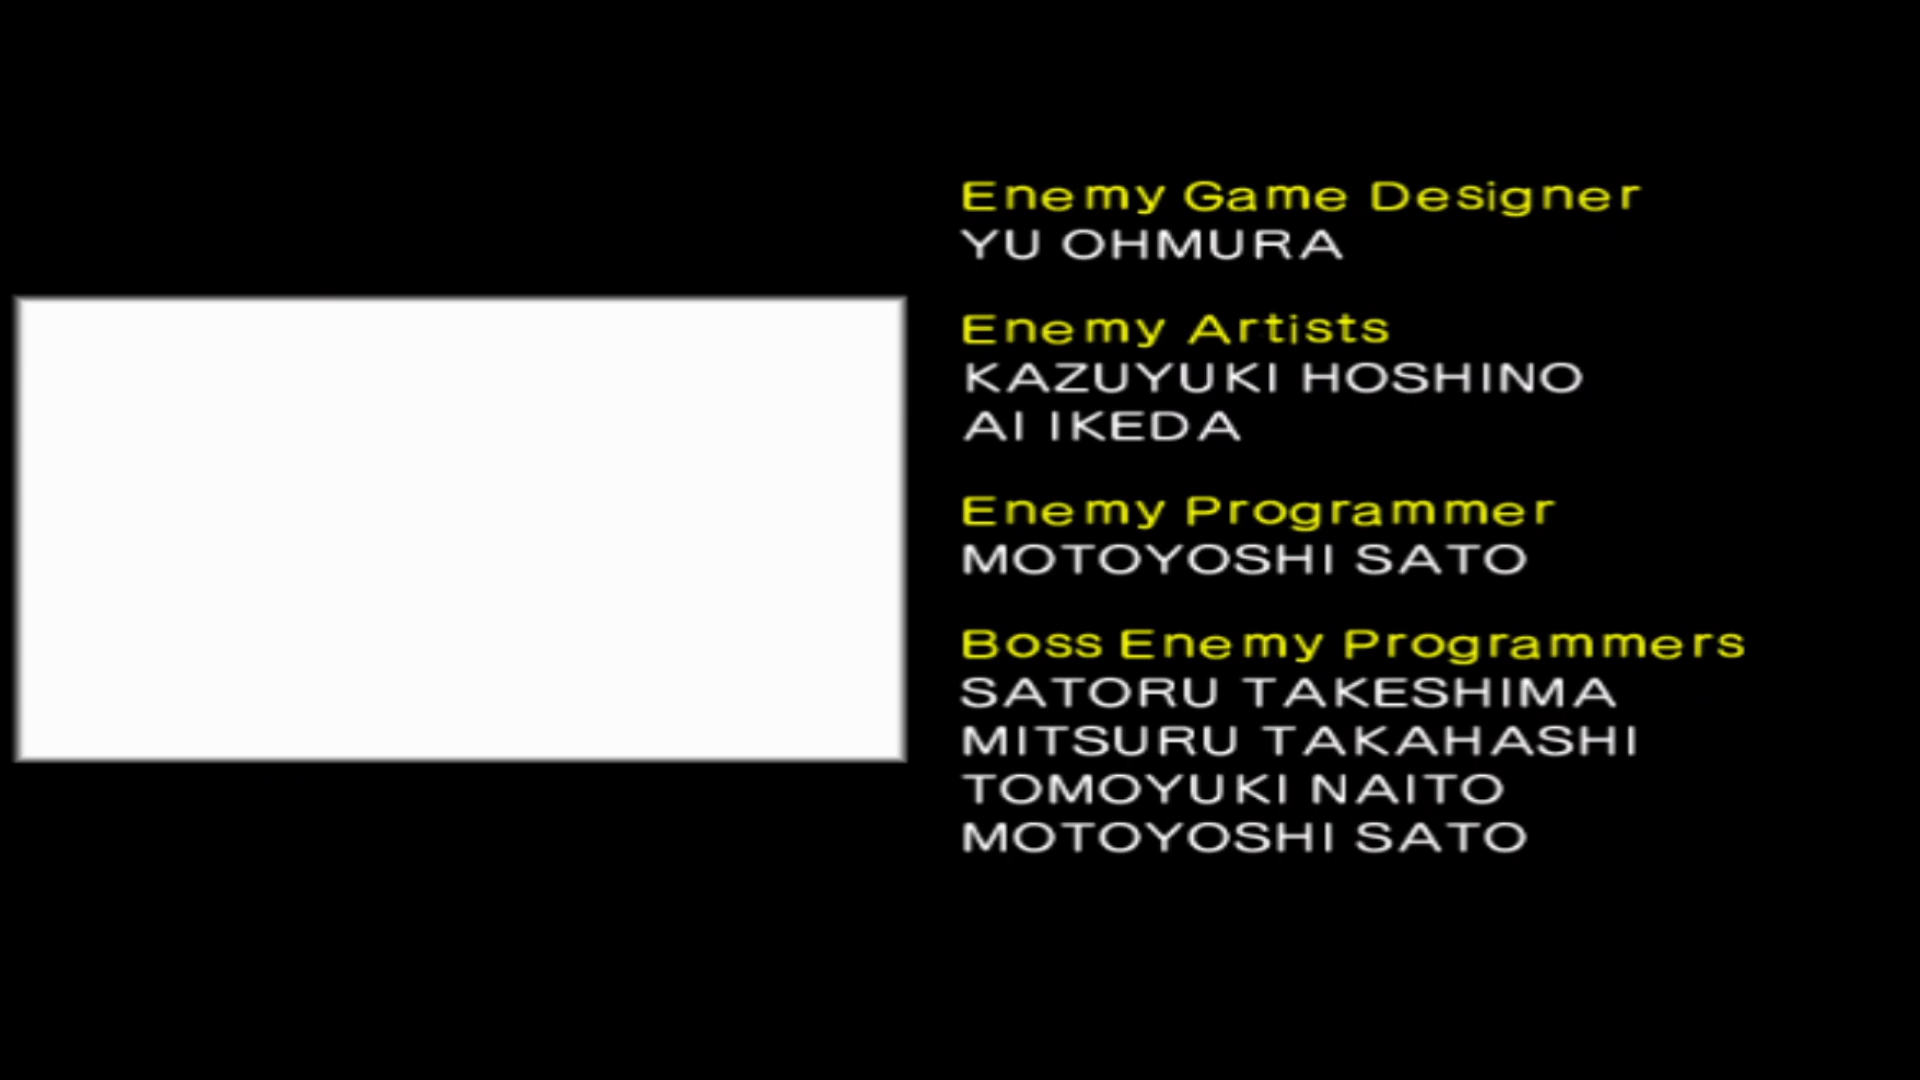 Enemy Game Designer
YU OHMURA
Enemy Artists
KAZUYUKI HOSHINO
AI IKEDA
Enemy Programmer
MOTOYOSHI SATO
Boss Enemy Programmers
SATORU TAKESHIMA
MITSURU TAKAHASHI
TOMOYUKI NAITO
MOTOYOSHI SATO